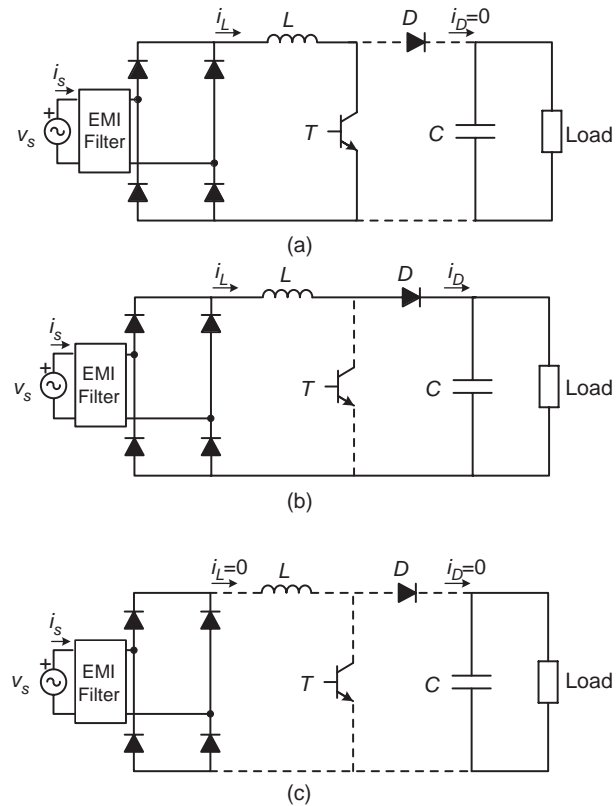 i_L L D i_D=0
i_s
+
EMI
Filter
v_s
T
C
Load
(a)
i_L L D i_D
i_s
+
EMI
Filter
v_s
T
C
Load
(b)
i_L=0 L D i_D=0
i_s
+
EMI
Filter
v_s
T
C
Load
(c)